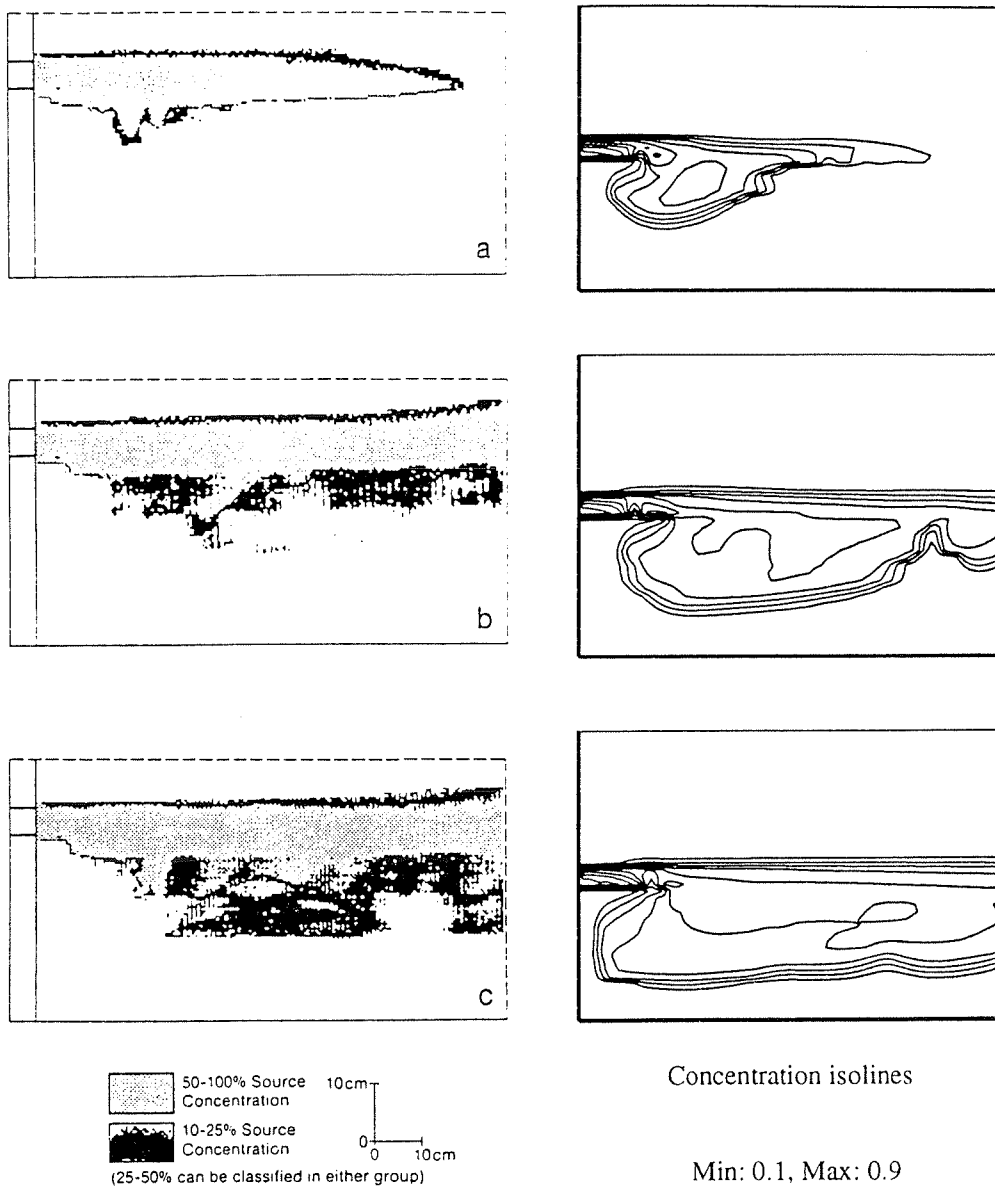 a
b
c
50-100% Source
Concentration
10-25% Source
Concentration
(25-50% can be classified in either group)
10cm
0
0
10cm
Concentration isolines
Min: 0.1, Max: 0.9